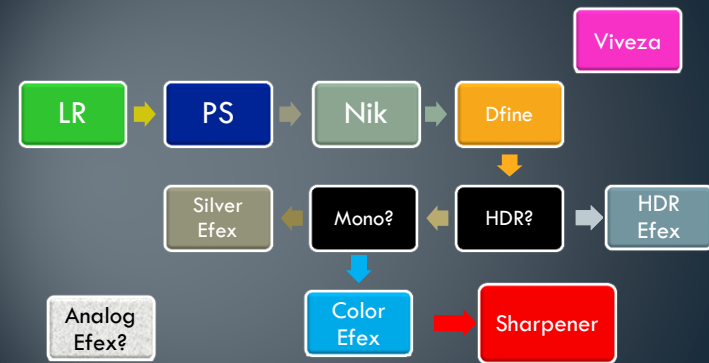 Viveza
LR
PS
Nik
Dfine
Silver
Efex
Mono?
HDR?
HDR
Efex
Analog
Efex?
Color
Efex
Sharpener